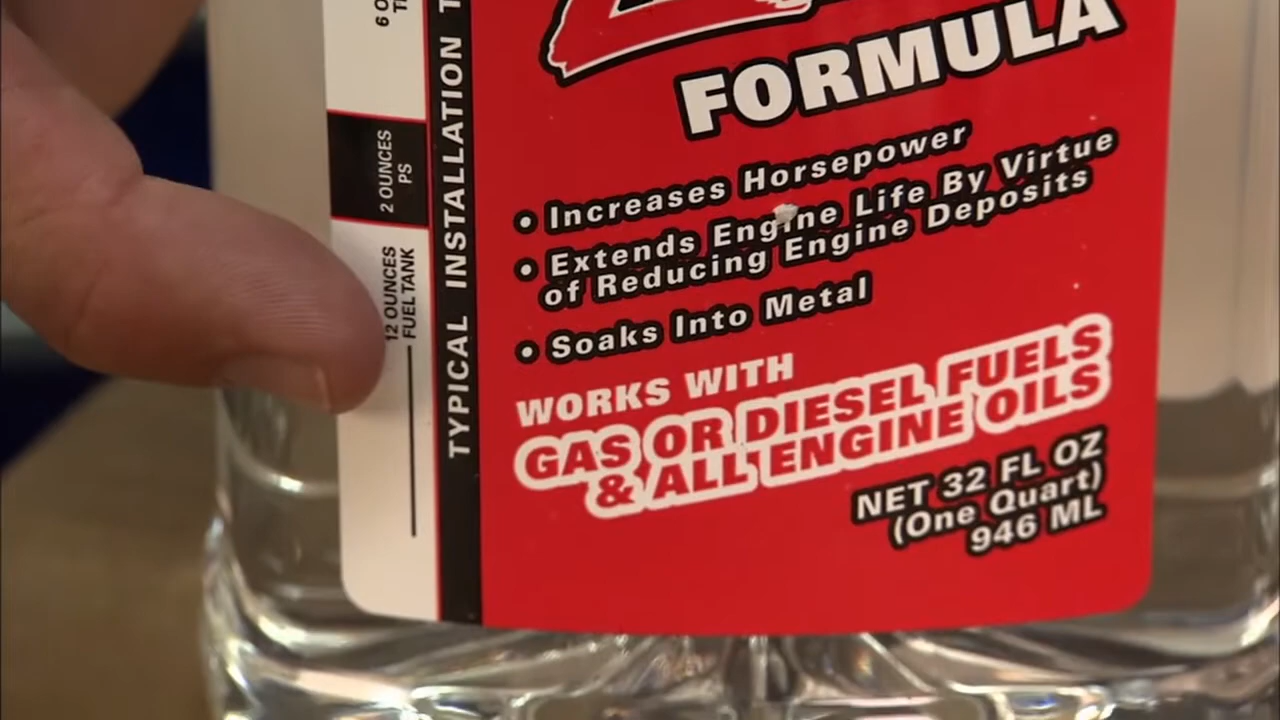 FORMULA
• Increases Horsepower
• Extends Engine Life By Virtue
of Reducing Engine Deposits
• Soaks Into Metal
WORKS WITH
GAS OR DIESEL FUELS
& ALL ENGINE OILS
NET 32 FL OZ
(One Quart)
946 ML
TYPICAL INSTALLATION
2 OUNCES
PS
12 OUNCES
FUEL TANK